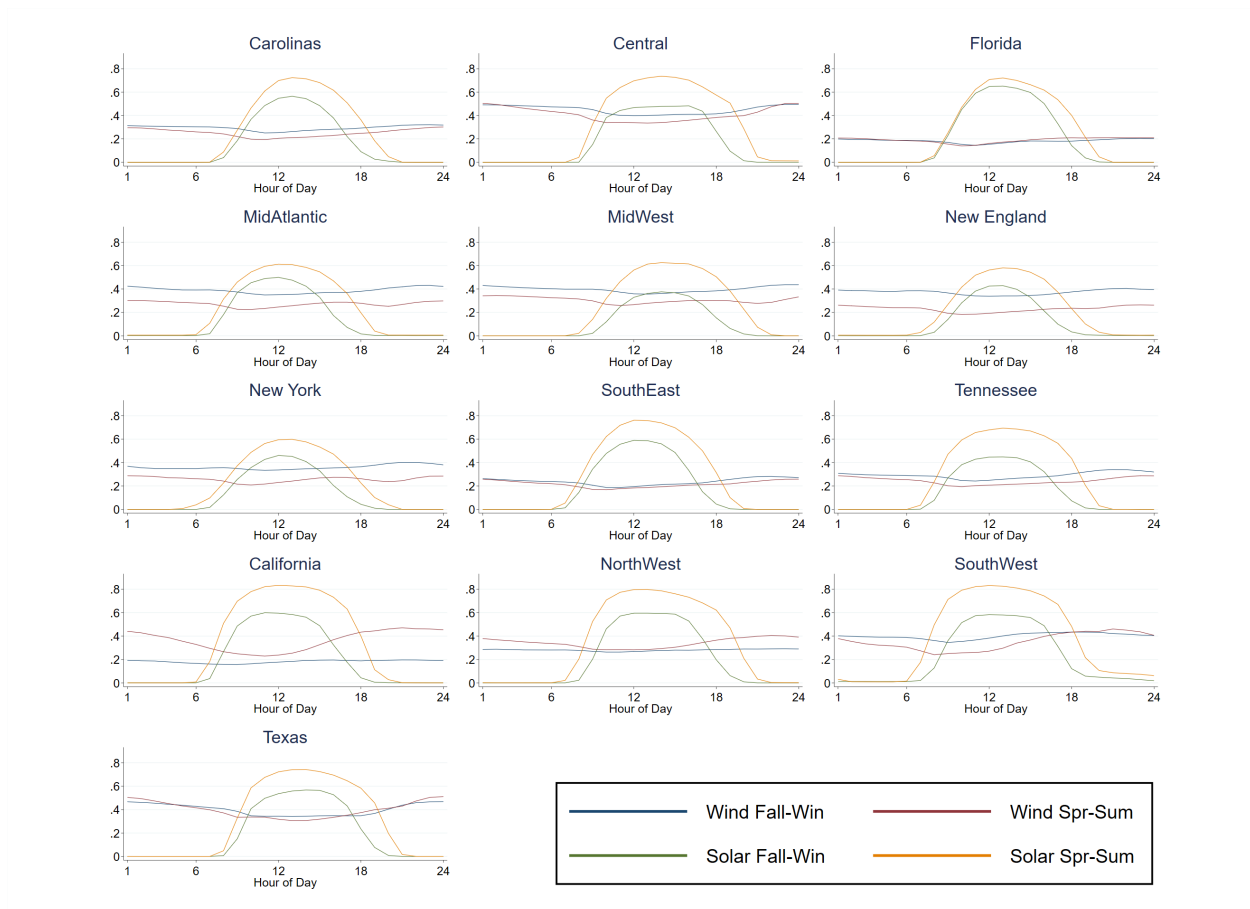 Carolinas
.8
.6
.4
.2
0
1 6 12 18 24
Hour of Day
Central
.8
.6
.4
.2
0
1 6 12 18 24
Hour of Day
Florida
.8
.6
.4
.2
0
1 6 12 18 24
Hour of Day
MidAtlantic
.8
.6
.4
.2
0
1 6 12 18 24
Hour of Day
MidWest
.8
.6
.4
.2
0
1 6 12 18 24
Hour of Day
New England
.8
.6
.4
.2
0
1 6 12 18 24
Hour of Day
New York
.8
.6
.4
.2
0
1 6 12 18 24
Hour of Day
SouthEast
.8
.6
.4
.2
0
1 6 12 18 24
Hour of Day
Tennessee
.8
.6
.4
.2
0
1 6 12 18 24
Hour of Day
California
.8
.6
.4
.2
0
1 6 12 18 24
Hour of Day
NorthWest
.8
.6
.4
.2
0
1 6 12 18 24
Hour of Day
SouthWest
.8
.6
.4
.2
0
1 6 12 18 24
Hour of Day
Texas
.8
.6
.4
.2
0
1 6 12 18 24
Hour of Day
Wind Fall-Win Wind Spr-Sum
Solar Fall-Win Solar Spr-Sum